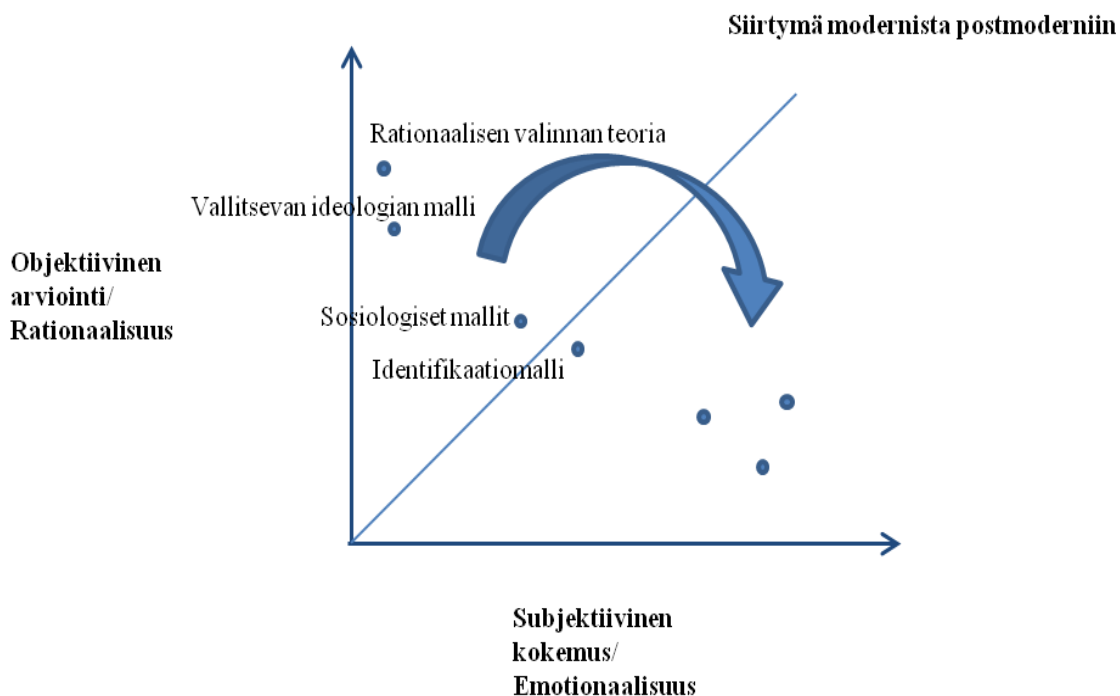 Siirtymä modernista postmoderniin
Rationaalisen valinnan teoria
Vallitsevan ideologian malli
Objektiivinen
arviointi/
Rationaalisuus
Sosiologiset mallit
Identifikaatiomalli
Subjektiivinen
kokemus/
Emotionaalisuus